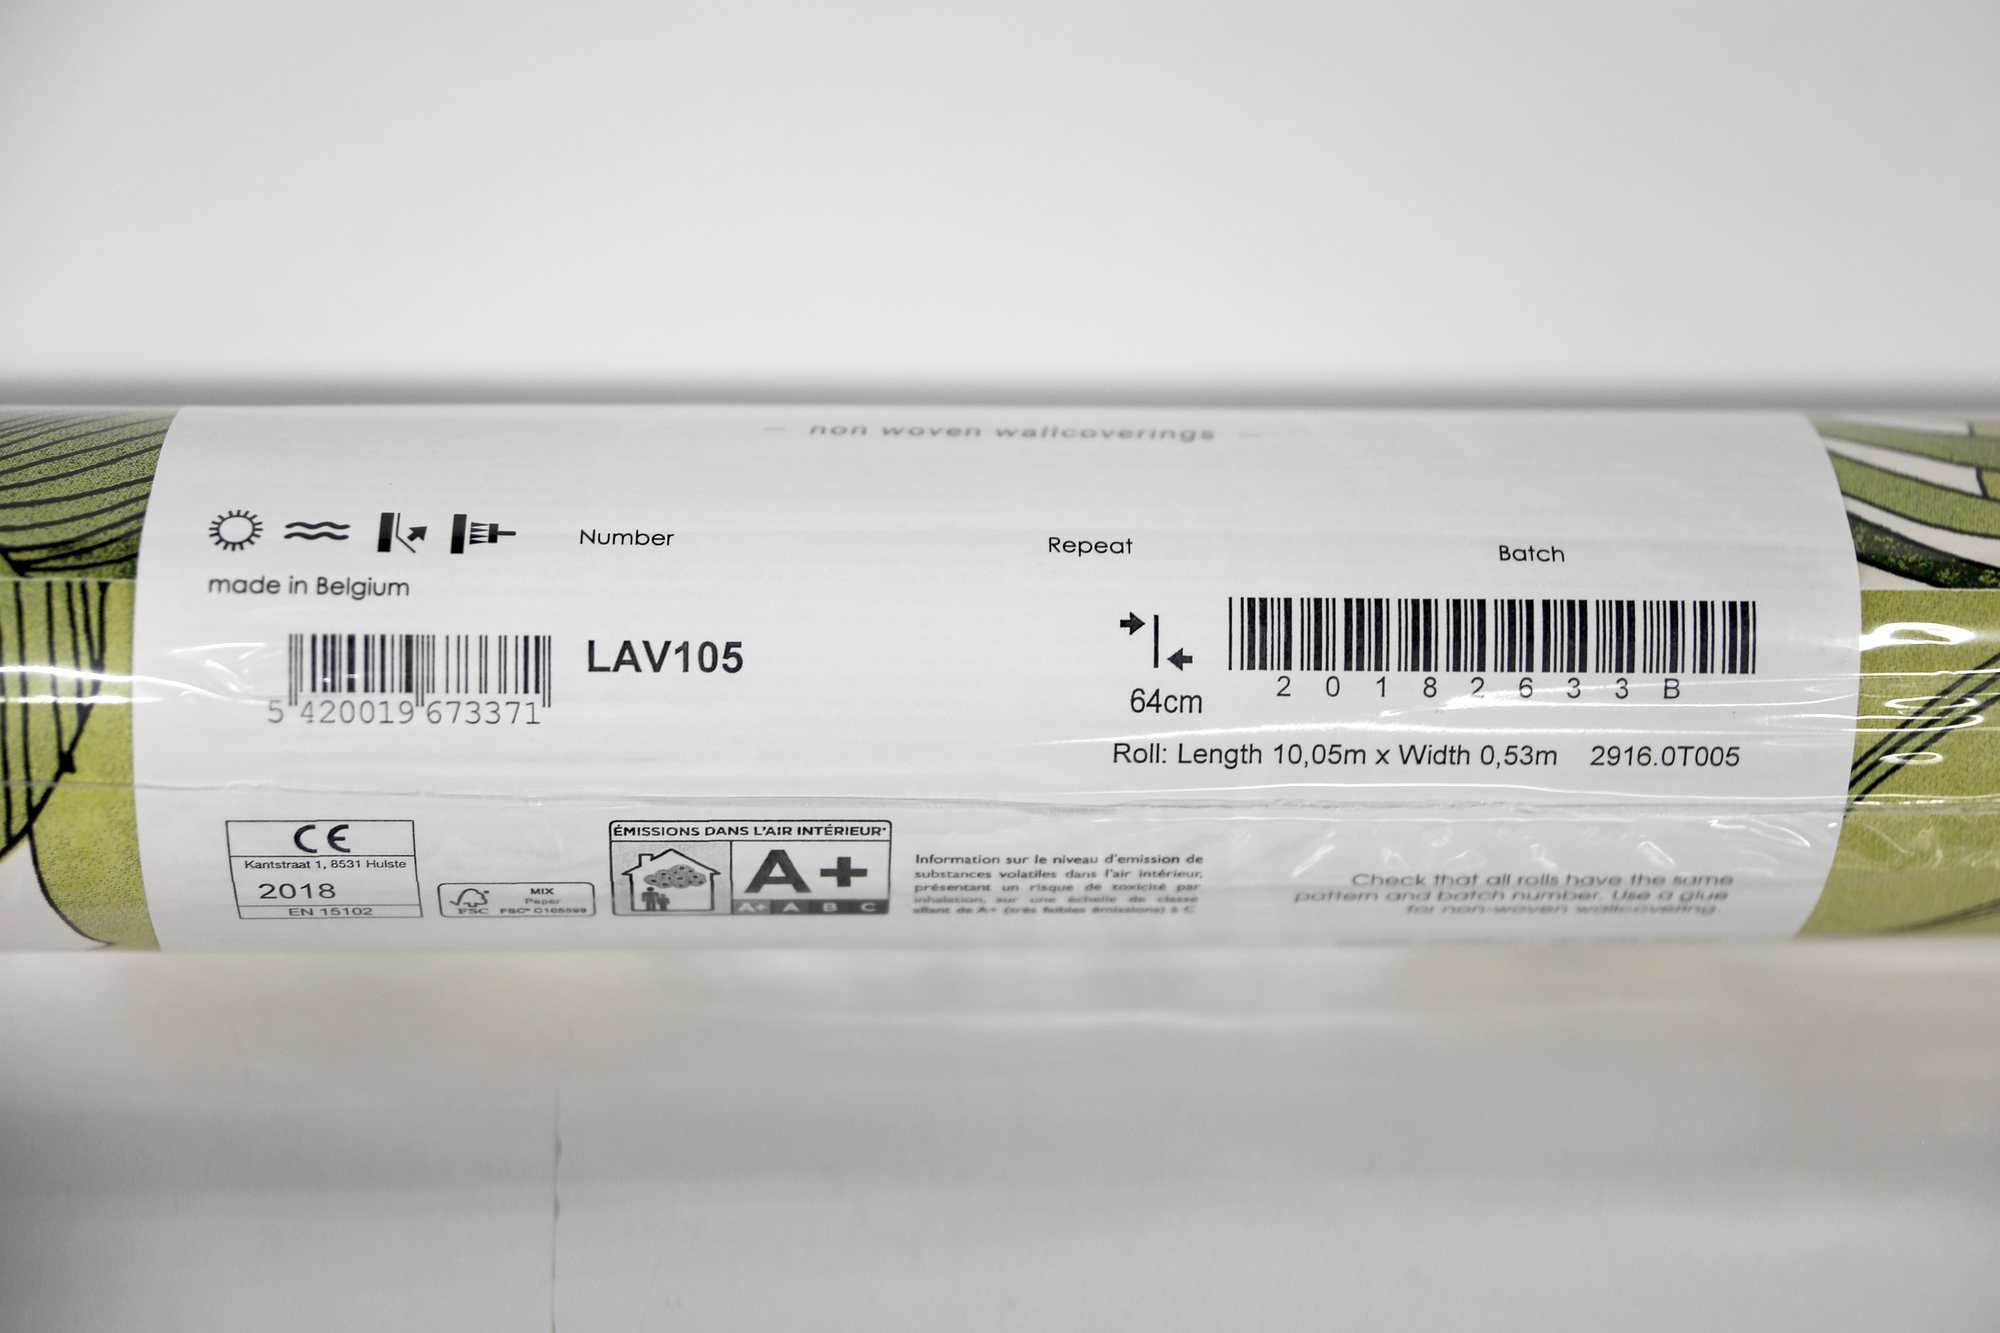 — non woven wallcoverings —
Number
Repeat
Batch
made in Belgium
LAV105
5 420019 673371
64cm
2 0 1 8 2 6 3 3 B
Roll: Length 10,05m x Width 0,53m 2916.0T005
CE
Kantstraat 1, 8531 Hulste
2018
EN 15102
FSC
MIX
Paper
FSC® C105599
ÉMISSIONS DANS L'AIR INTÉRIEUR*
A+
A+ A B C
Information sur le niveau d'emission de
substances volatiles dans l'air intérieur,
présentant un risque de toxicité par
inhalation, sur une échelle de classe
allant de A+ (très faibles émissions) à C
Check that all rolls have the same
pattern and batch number. Use a glue
for non-woven wallcovering.